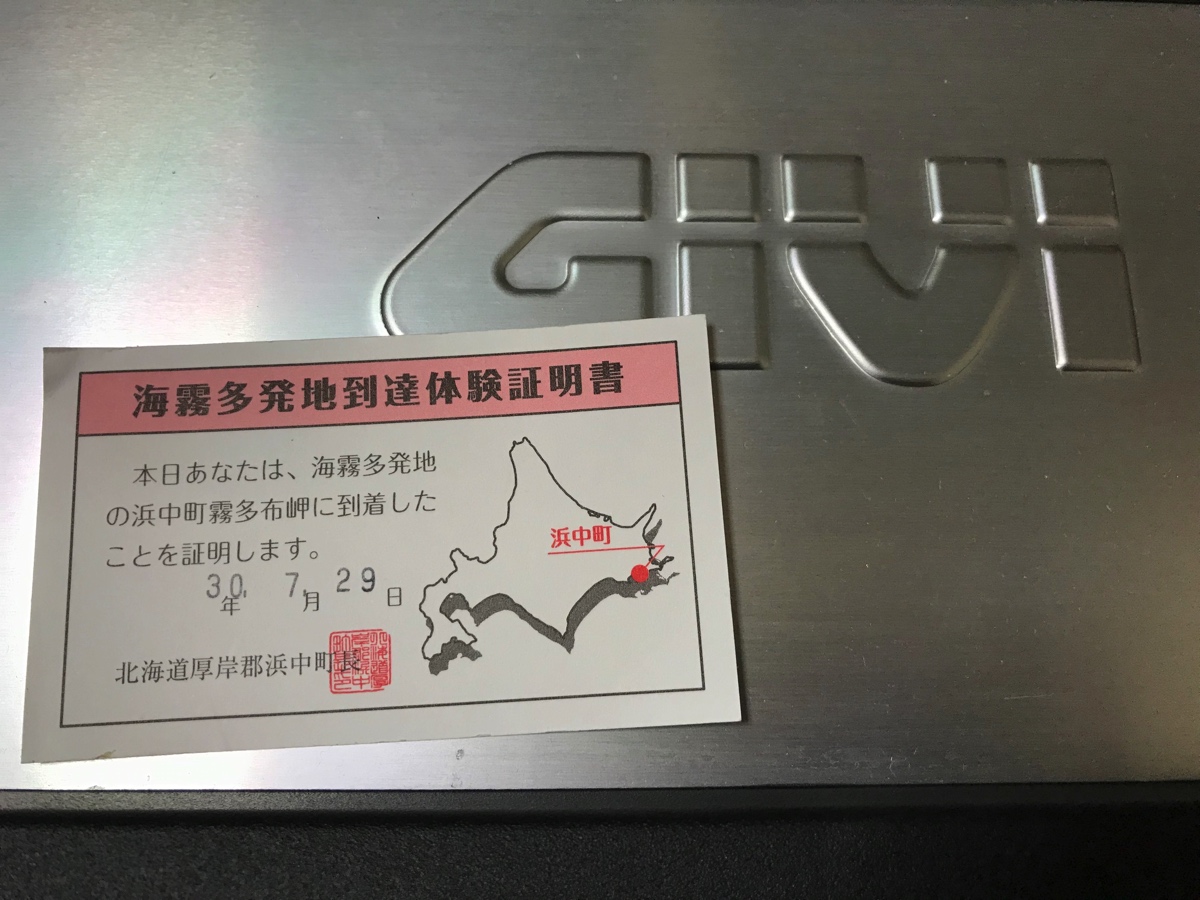 GIVI
海霧多発地到達体験証明書
本日あなたは、海霧多発地
の浜中町霧多布岬に到着した
ことを証明します。
30年 7月 29日
北海道厚岸郡浜中町長
浜中町